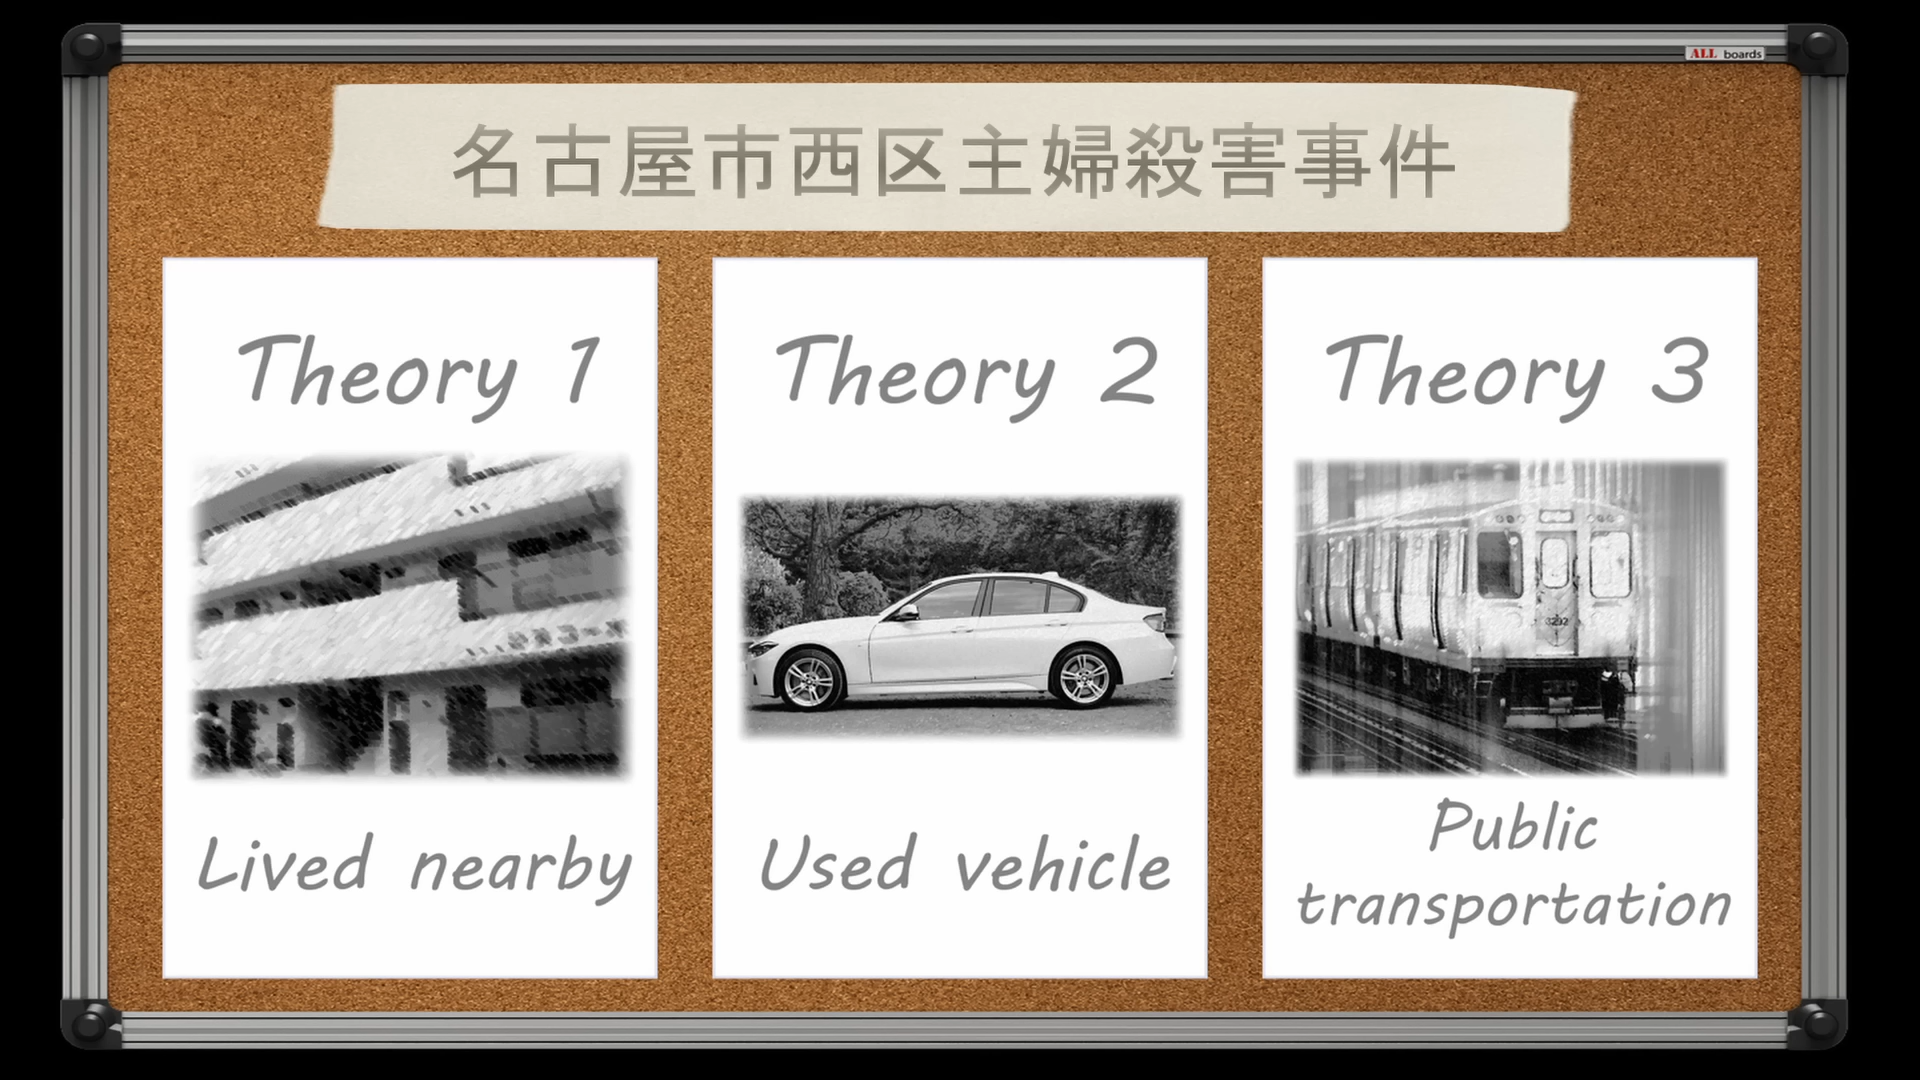 ALL boards
名古屋市西区主婦殺害事件
Theory 1
Lived nearby
Theory 2
Used vehicle
Theory 3
3292
Public
transportation